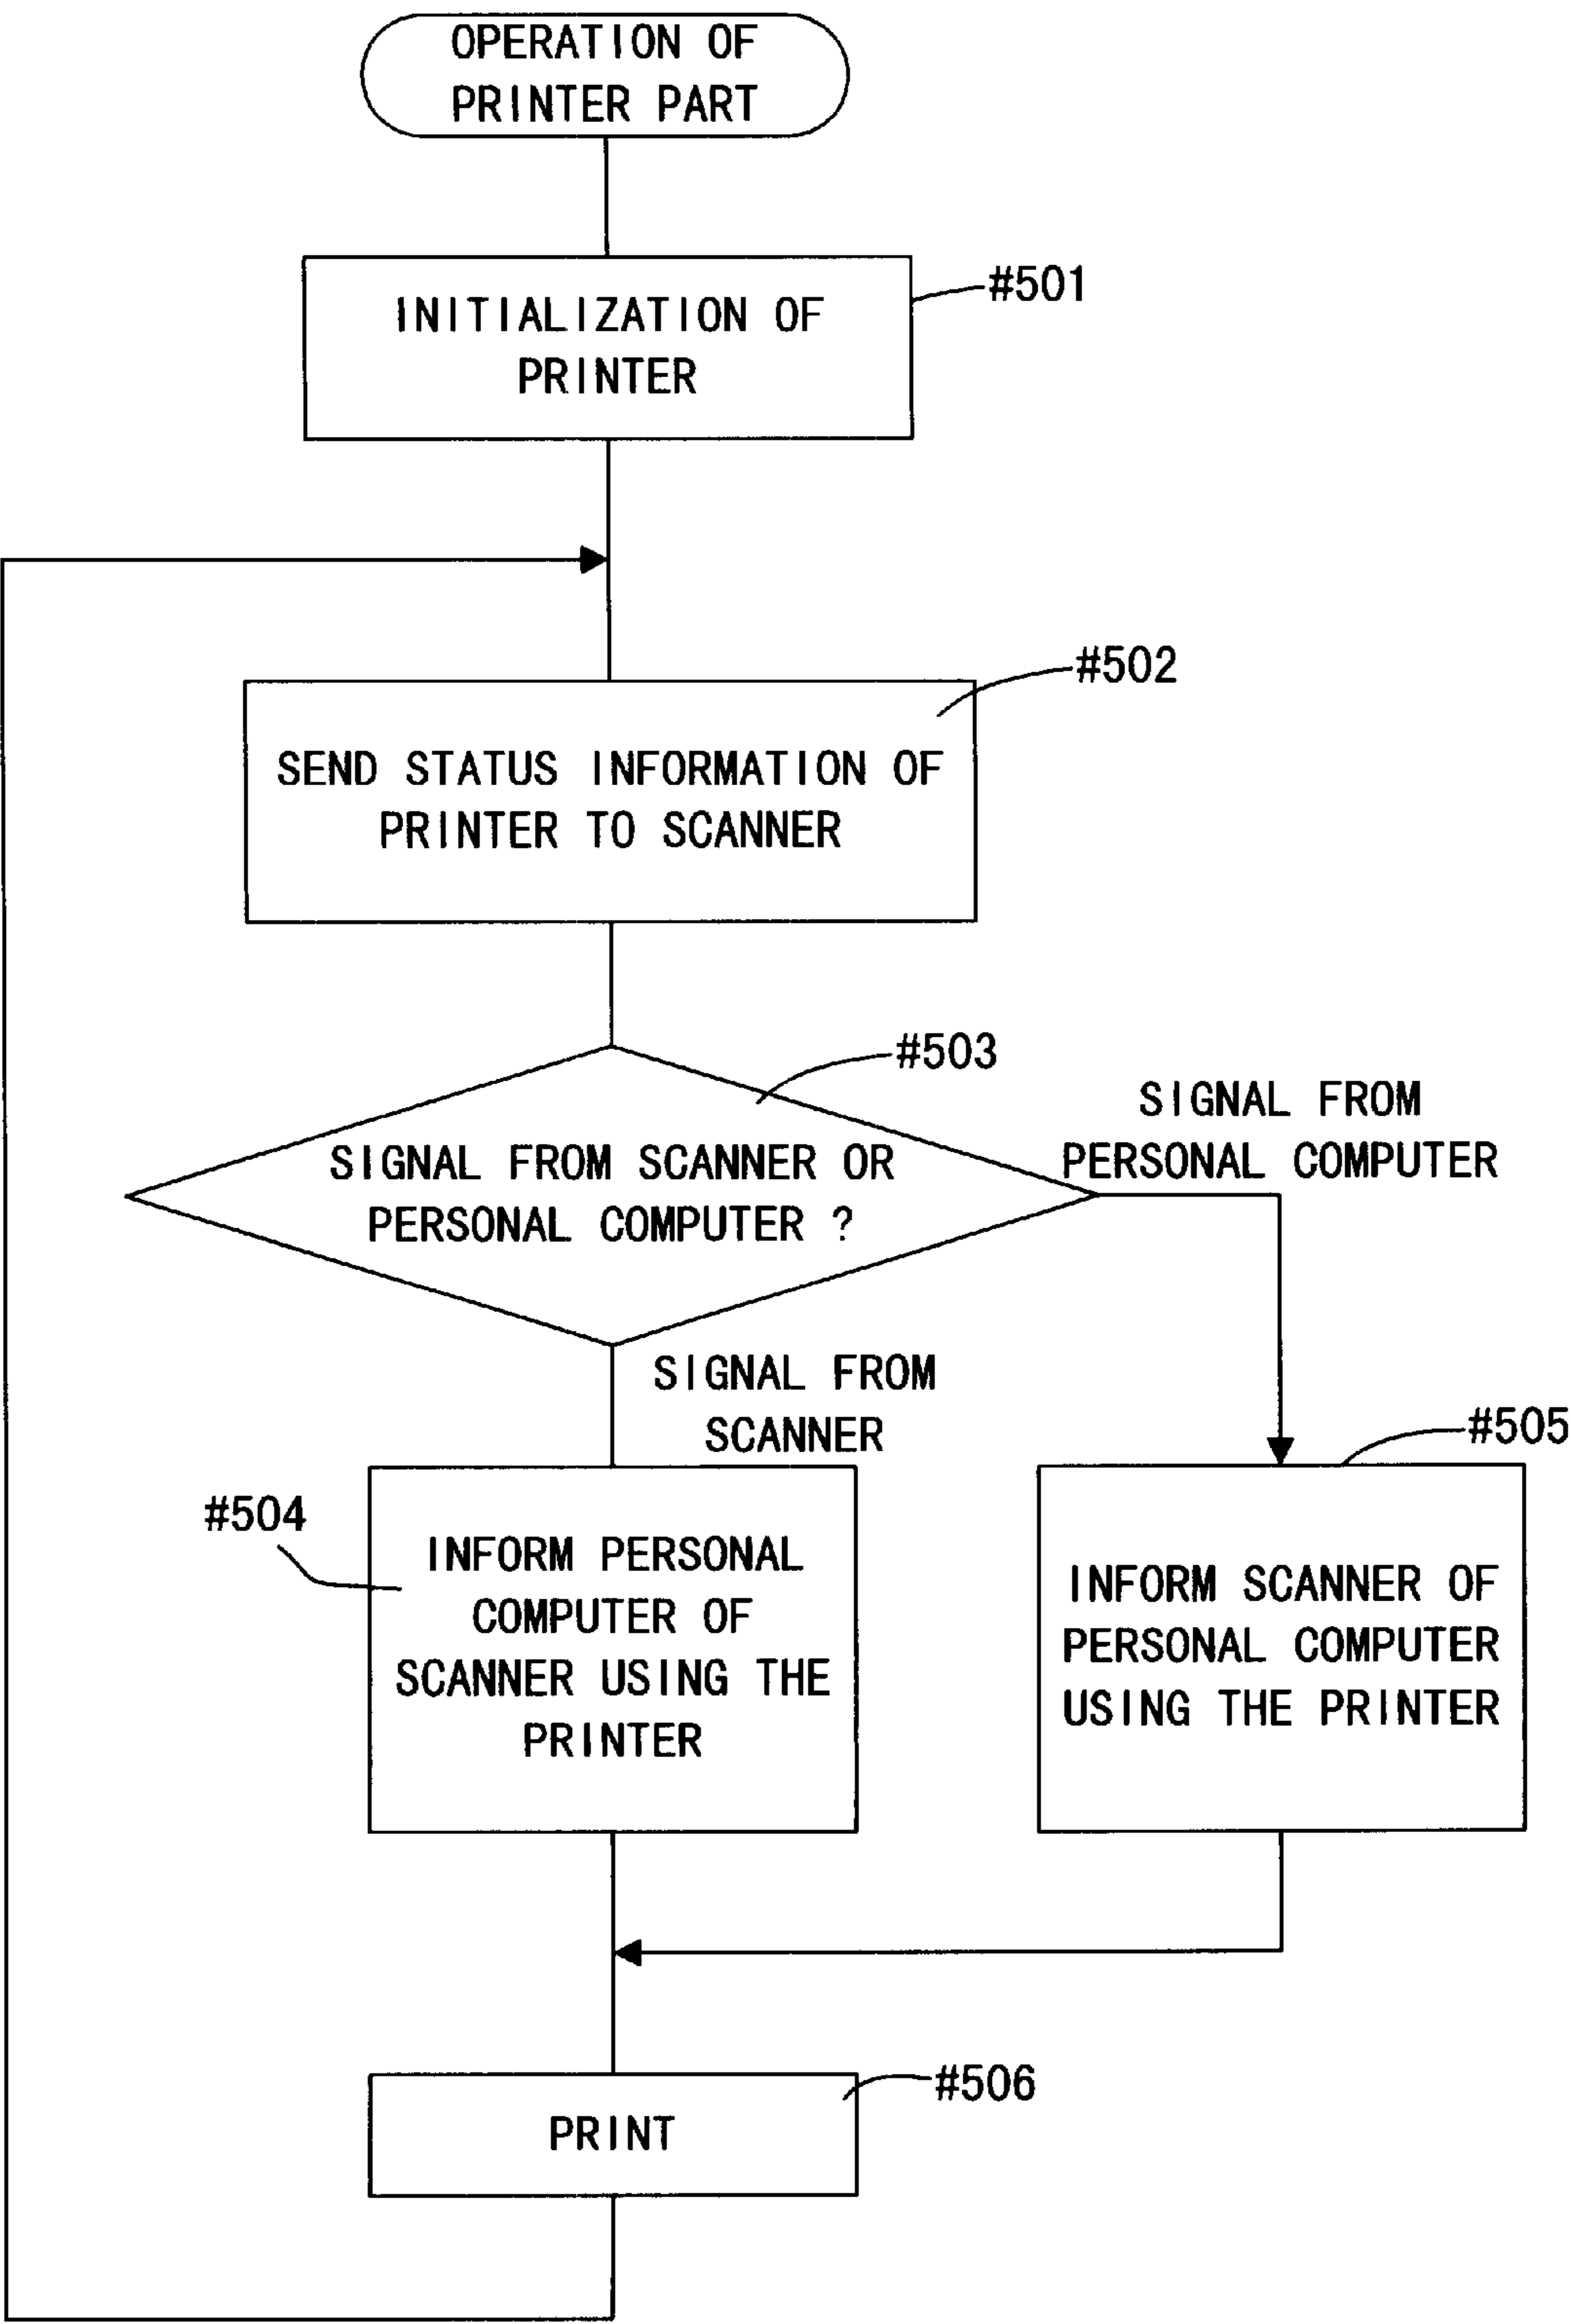 OPERATION OF
PRINTER PART
#501
INITIALIZATION OF
PRINTER
#502
SEND STATUS INFORMATION OF
PRINTER TO SCANNER
#503
SIGNAL FROM SCANNER OR
PERSONAL COMPUTER ?
SIGNAL FROM
PERSONAL COMPUTER
SIGNAL FROM
SCANNER
#504
INFORM PERSONAL
COMPUTER OF
SCANNER USING THE
PRINTER
#505
INFORM SCANNER OF
PERSONAL COMPUTER
USING THE PRINTER
#506
PRINT